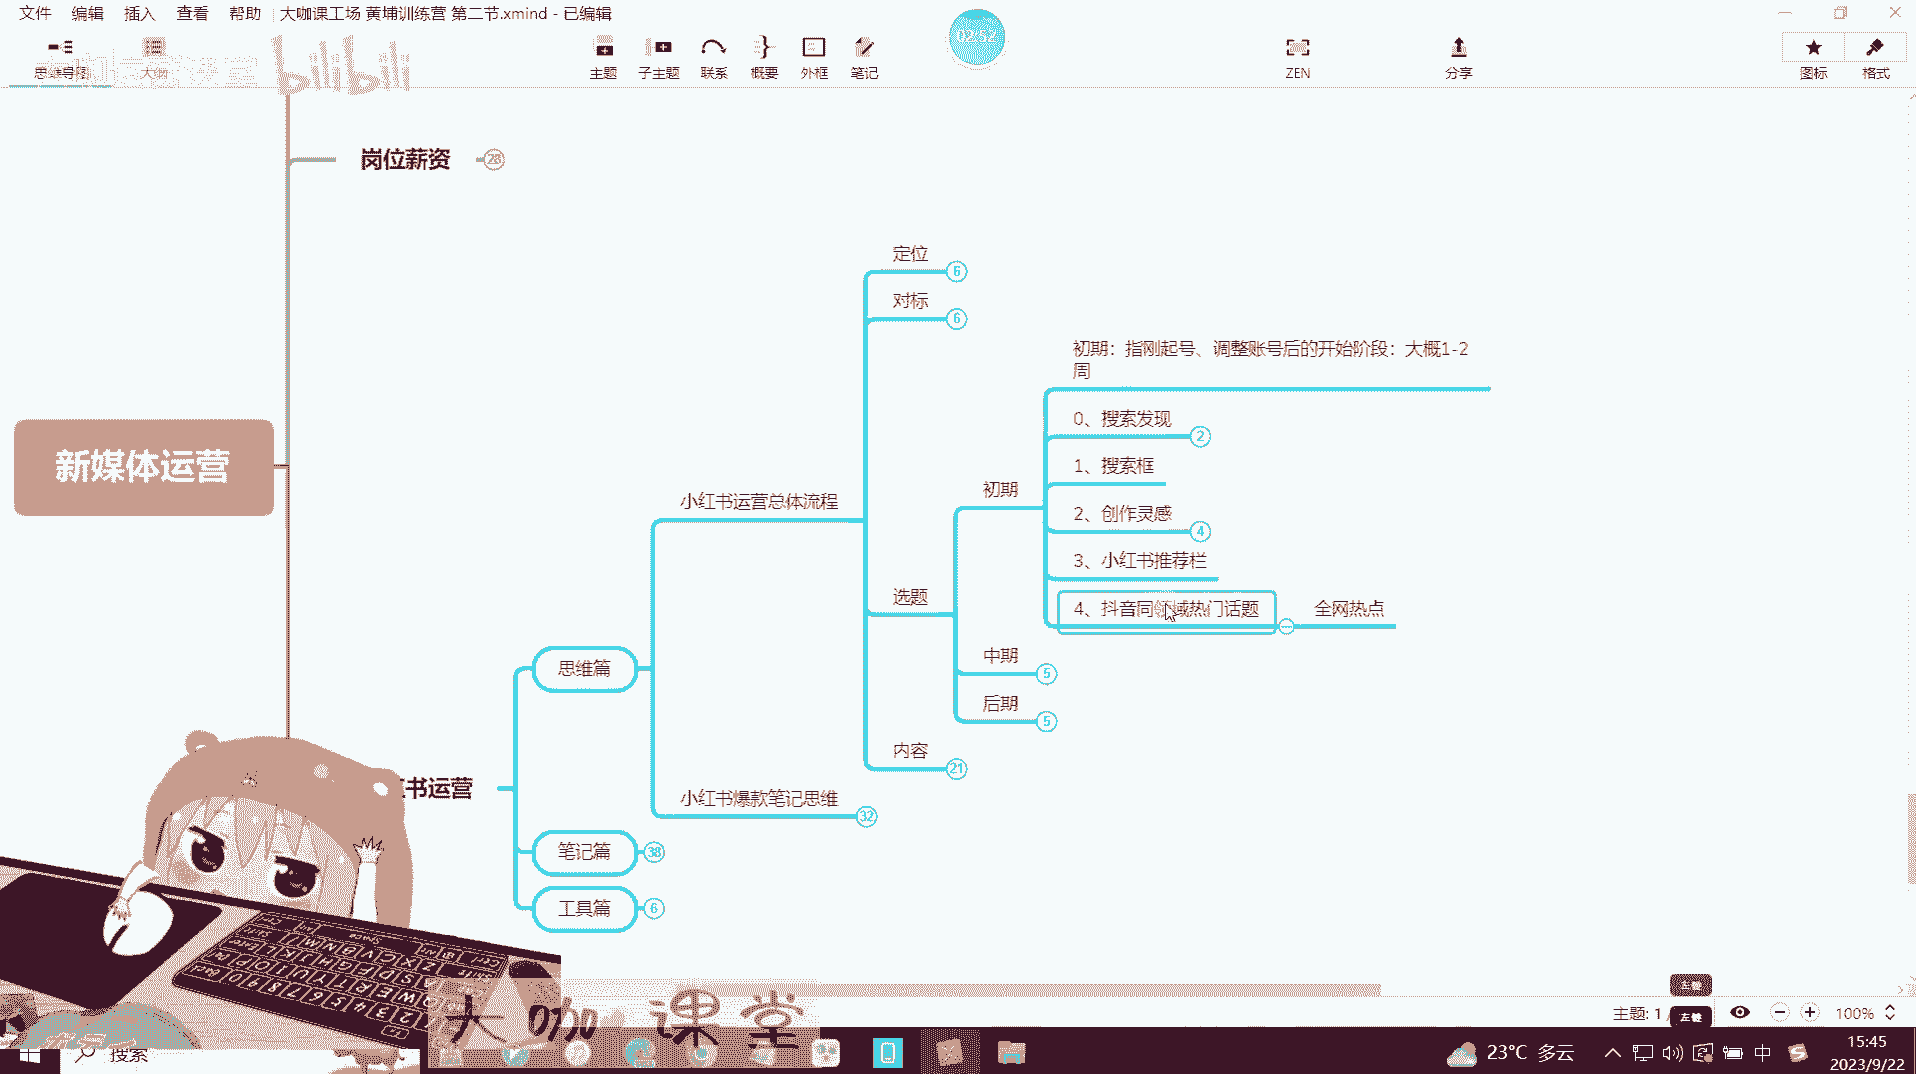 文件 编辑 插入 查看 帮助 大咖课工场 黄埔训练营 第二节.xmind - 已编辑
02:52
思维导图 大纲 主题 子主题 联系 概要 外框 笔记 ZEN 分享 图标 格式
bilibili
岗位薪资 23
定位 6
对标 6
初期：指刚起号、调整账号后的开始阶段：大概1-2
周
0、搜索发现 2
1、搜索框
新媒体运营
初期
小红书运营总体流程
2、创作灵感 4
3、小红书推荐栏
选题
4、抖音同领域热门话题 全网热点
中期 5
思维篇
后期 5
内容 21
书运营
小红书爆款笔记思维 32
笔记篇 38
工具篇 6
大咖课堂
左键
主题: 1
左键
100%
搜索
23°C 多云
中
15:45
2023/9/22